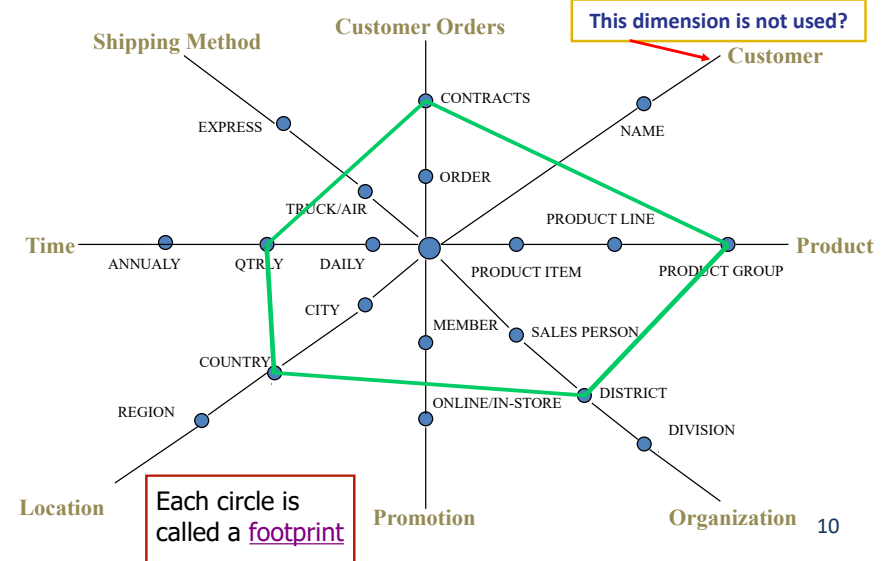 This dimension is not used?
Customer Orders
Shipping Method
Customer
CONTRACTS
EXPRESS
NAME
ORDER
TRUCK/AIR
PRODUCT LINE
Time
Product
ANNUALY
QTRLY
DAILY
PRODUCT ITEM
PRODUCT GROUP
CITY
MEMBER
SALES PERSON
COUNTRY
DISTRICT
ONLINE/IN-STORE
REGION
DIVISION
Each circle is
called a footprint
Location
Promotion
Organization
10